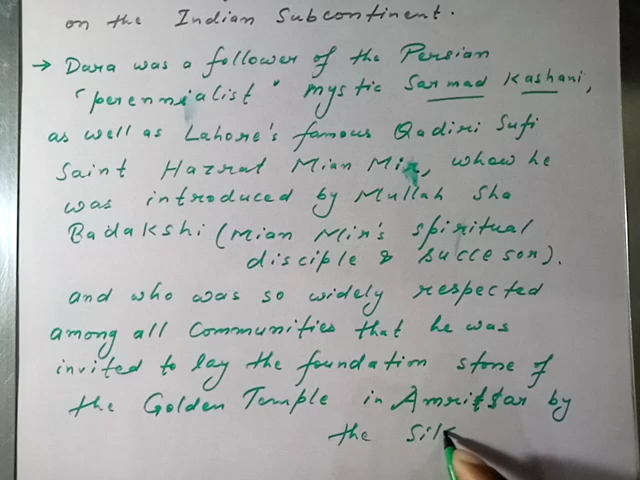 on the Indian Subcontinent.
→ Dara was a follower of the Persian
"perennialist" mystic Sarmad Kashani,
as well as Lahore's famous Qadiri Sufi
Saint Hazrat Mian Mir, whom he
was introduced by Mullah Sha
Badakshi (Mian Mir's spiritual
disciple & succesor).
and who was so widely respected
among all Communities that he was
invited to lay the foundation stone of
the Golden Temple in Amritsar by
the Sik